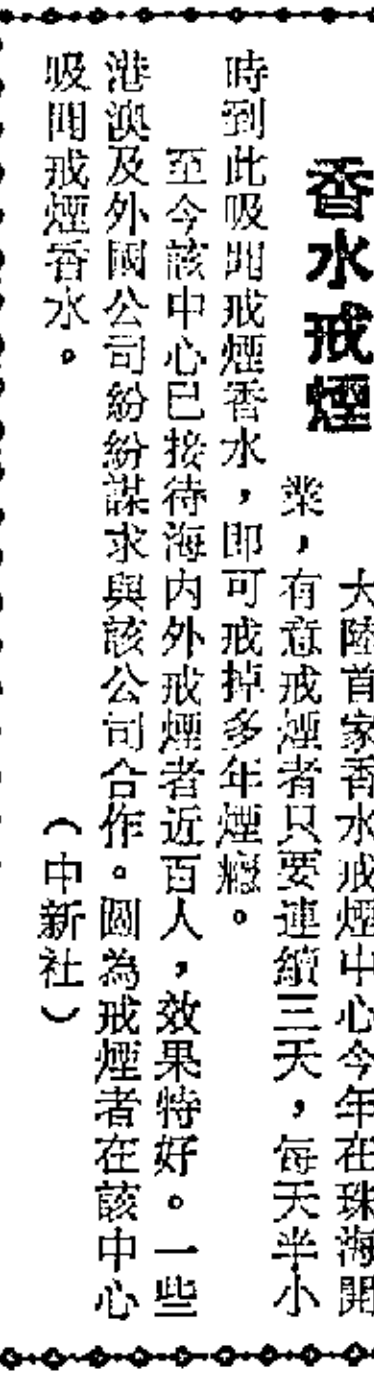 香水戒煙
大陸首家香水戒煙中心今年在珠海開
業，有意戒煙者只要連續三天，每天半小
時到此吸聞戒煙香水，即可戒掉多年煙癮。
至今該中心已接待海內外戒煙者近百人，效果特好。一些
港澳及外國公司紛紛謀求與該公司合作。圖為戒煙者在該中心
吸聞戒煙香水。（中新社）